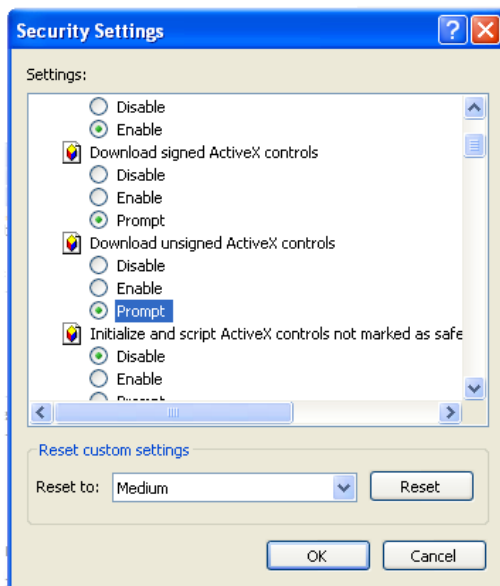 Security Settings
Settings:
Disable
Enable
Download signed ActiveX controls
Disable
Enable
Prompt
Download unsigned ActiveX controls
Disable
Enable
Prompt
Initialize and script ActiveX controls not marked as safe
Disable
Enable
Prompt
Reset custom settings
Reset to: Medium Reset
OK Cancel